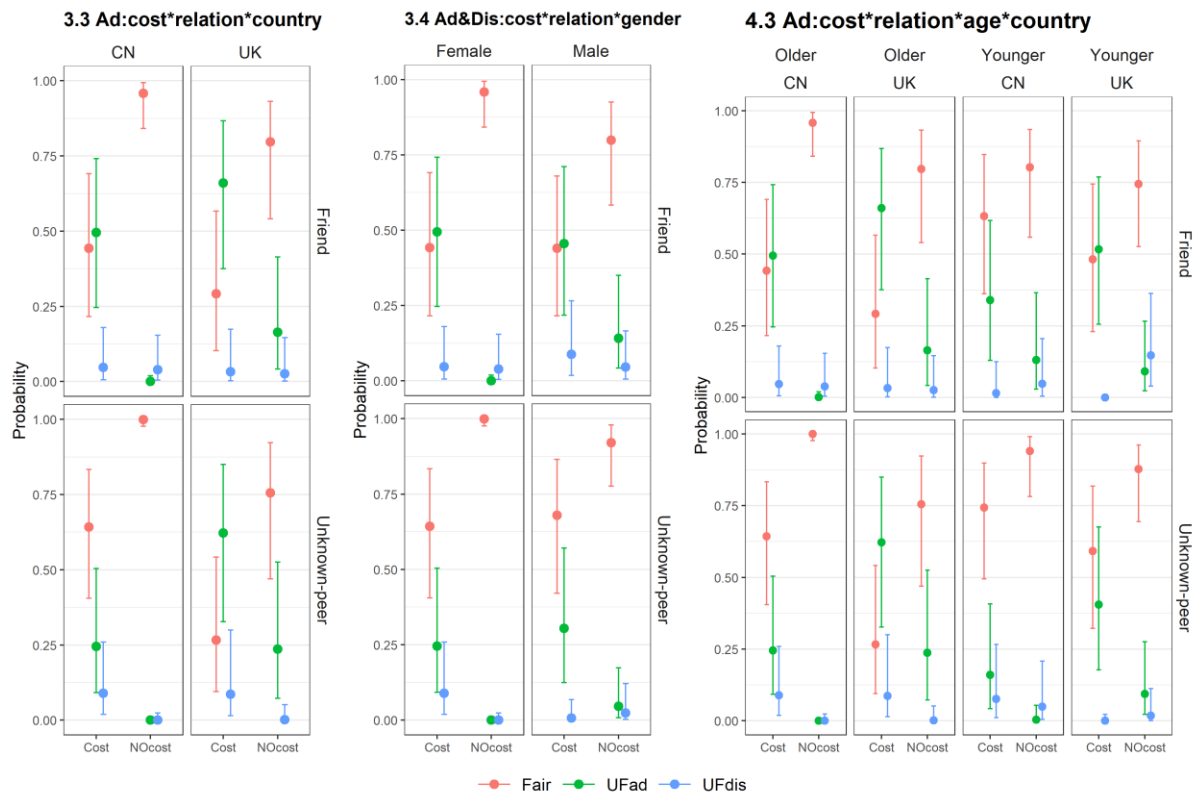 3.3 Ad:cost*relation*country
3.4 Ad&Dis:cost*relation*gender
4.3 Ad:cost*relation*age*country
CN
UK
1.00
0.75
0.50
0.25
0.00
Friend
1.00
0.75
0.50
0.25
0.00
Unknown-peer
Probability
Cost
NOcost
Cost
NOcost
Female
Male
1.00
0.75
0.50
0.25
0.00
Friend
1.00
0.75
0.50
0.25
0.00
Unknown-peer
Probability
Cost
NOcost
Cost
NOcost
Older
Older
Younger
Younger
CN
UK
CN
UK
1.00
0.75
0.50
0.25
0.00
Friend
1.00
0.75
0.50
0.25
0.00
Unknown-peer
Probability
Cost
NOcost
Cost
NOcost
Cost
NOcost
Cost
NOcost
Fair
UFad
UFdis